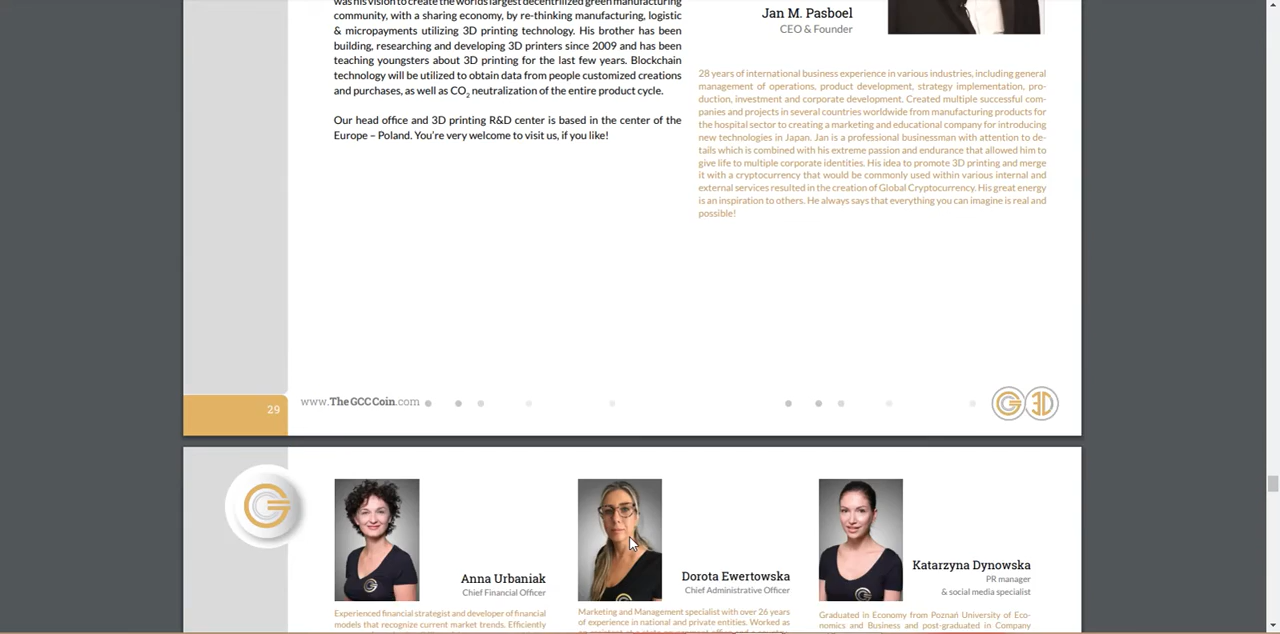 was his vision to create the worlds largest decentralized green manufacturing
community, with a sharing economy, by re-thinking manufacturing, logistic
& micropayments utilizing 3D printing technology. His brother has been
building, researching and developing 3D printers since 2009 and has been
teaching youngsters about 3D printing for the last few years. Blockchain
technology will be utilized to obtain data from people customized creations
and purchases, as well as CO2 neutralization of the entire product cycle.
Our head office and 3D printing R&D center is based in the center of the
Europe – Poland. You're very welcome to visit us, if you like!
Jan M. Pasboel
CEO & Founder
28 years of international business experience in various industries, including general
management of operations, product development, strategy implementation, pro-
duction, investment and corporate development. Created multiple successful com-
panies and projects in several countries worldwide from manufacturing products for
the hospital sector to creating a marketing and educational company for introducing
new technologies in Japan. Jan is a professional businessman with attention to de-
tails which is combined with his extreme passion and endurance that allowed him to
give life to multiple corporate identities. His idea to promote 3D printing and merge
it with a cryptocurrency that would be commonly used within various internal and
external services resulted in the creation of Global Cryptocurrency. His great energy
is an inspiration to others. He always says that everything you can imagine is real and
possible!
29
www.TheGCCCoin.com
3D
Anna Urbaniak
Chief Financial Officer
Experienced financial strategist and developer of financial
models that recognize current market trends. Efficiently
Dorota Ewertowska
Chief Administrative Officer
Marketing and Management specialist with over 26 years
of experience in national and private entities. Worked as
Katarzyna Dynowska
PR manager
& social media specialist
Graduated in Economy from Poznań University of Eco-
nomics and Business and post-graduated in Company